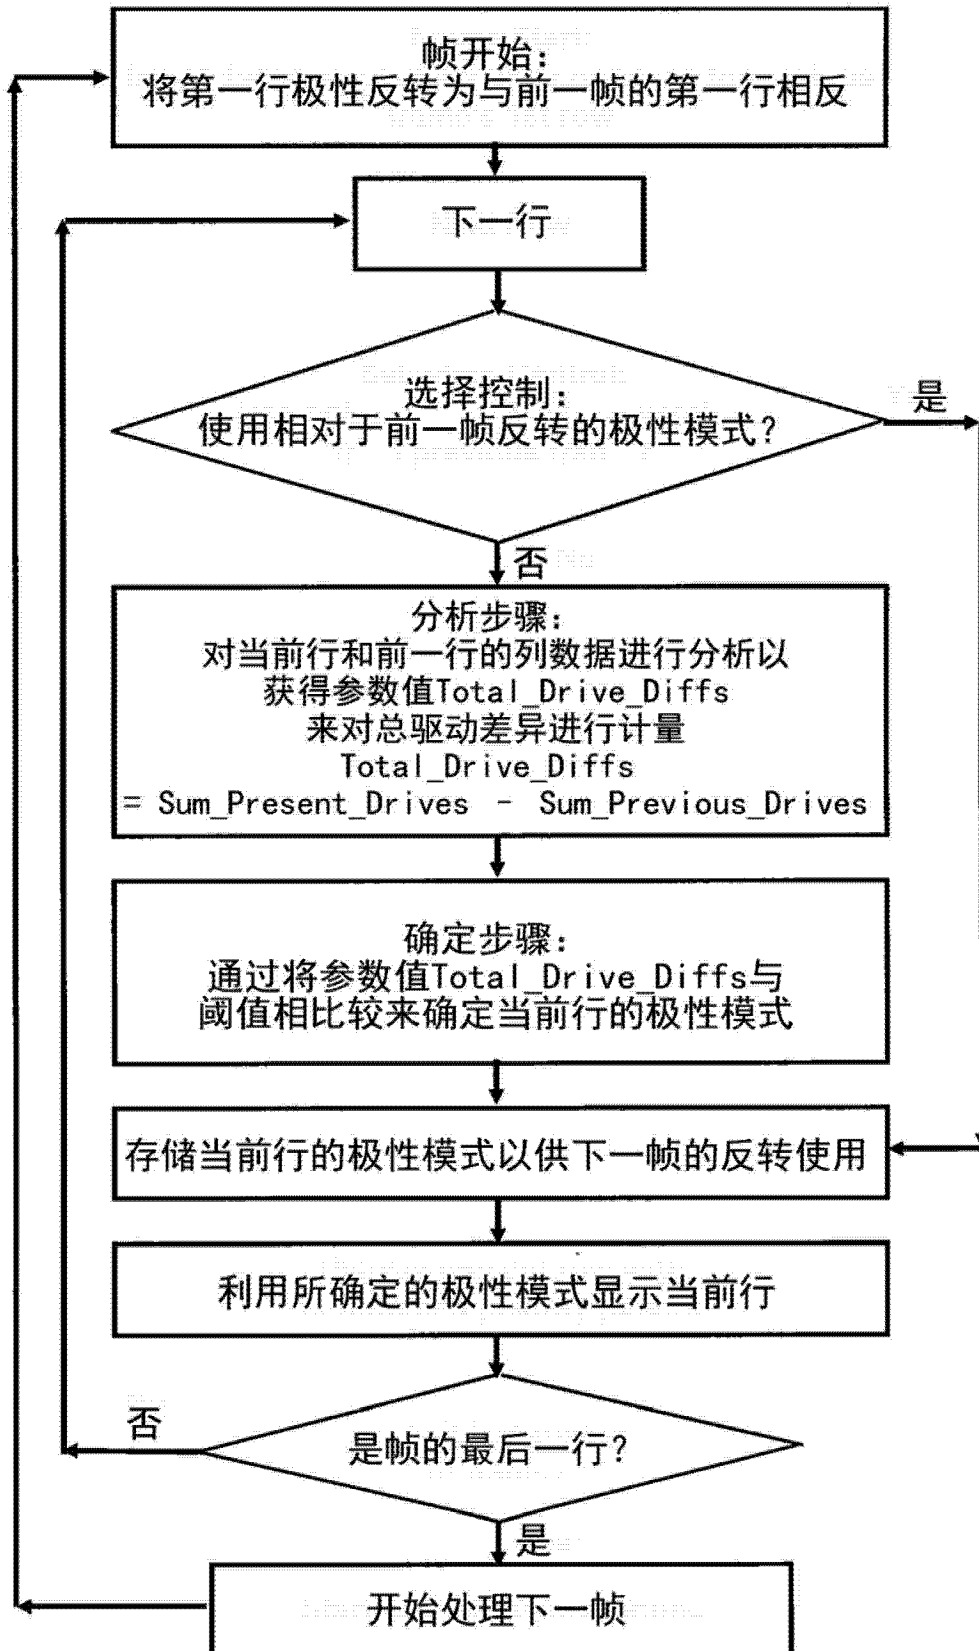 帧开始：
将第一行极性反转为与前一帧的第一行相反
下一行
选择控制：
使用相对于前一帧反转的极性模式？
是
否
分析步骤：
对当前行和前一行的列数据进行分析以
获得参数值Total_Drive_Diffs
来对总驱动差异进行计量
Total_Drive_Diffs
= Sum_Present_Drives - Sum_Previous_Drives
确定步骤：
通过将参数值Total_Drive_Diffs与
阈值相比较来确定当前行的极性模式
存储当前行的极性模式以供下一帧的反转使用
利用所确定的极性模式显示当前行
否
是帧的最后一行？
是
开始处理下一帧